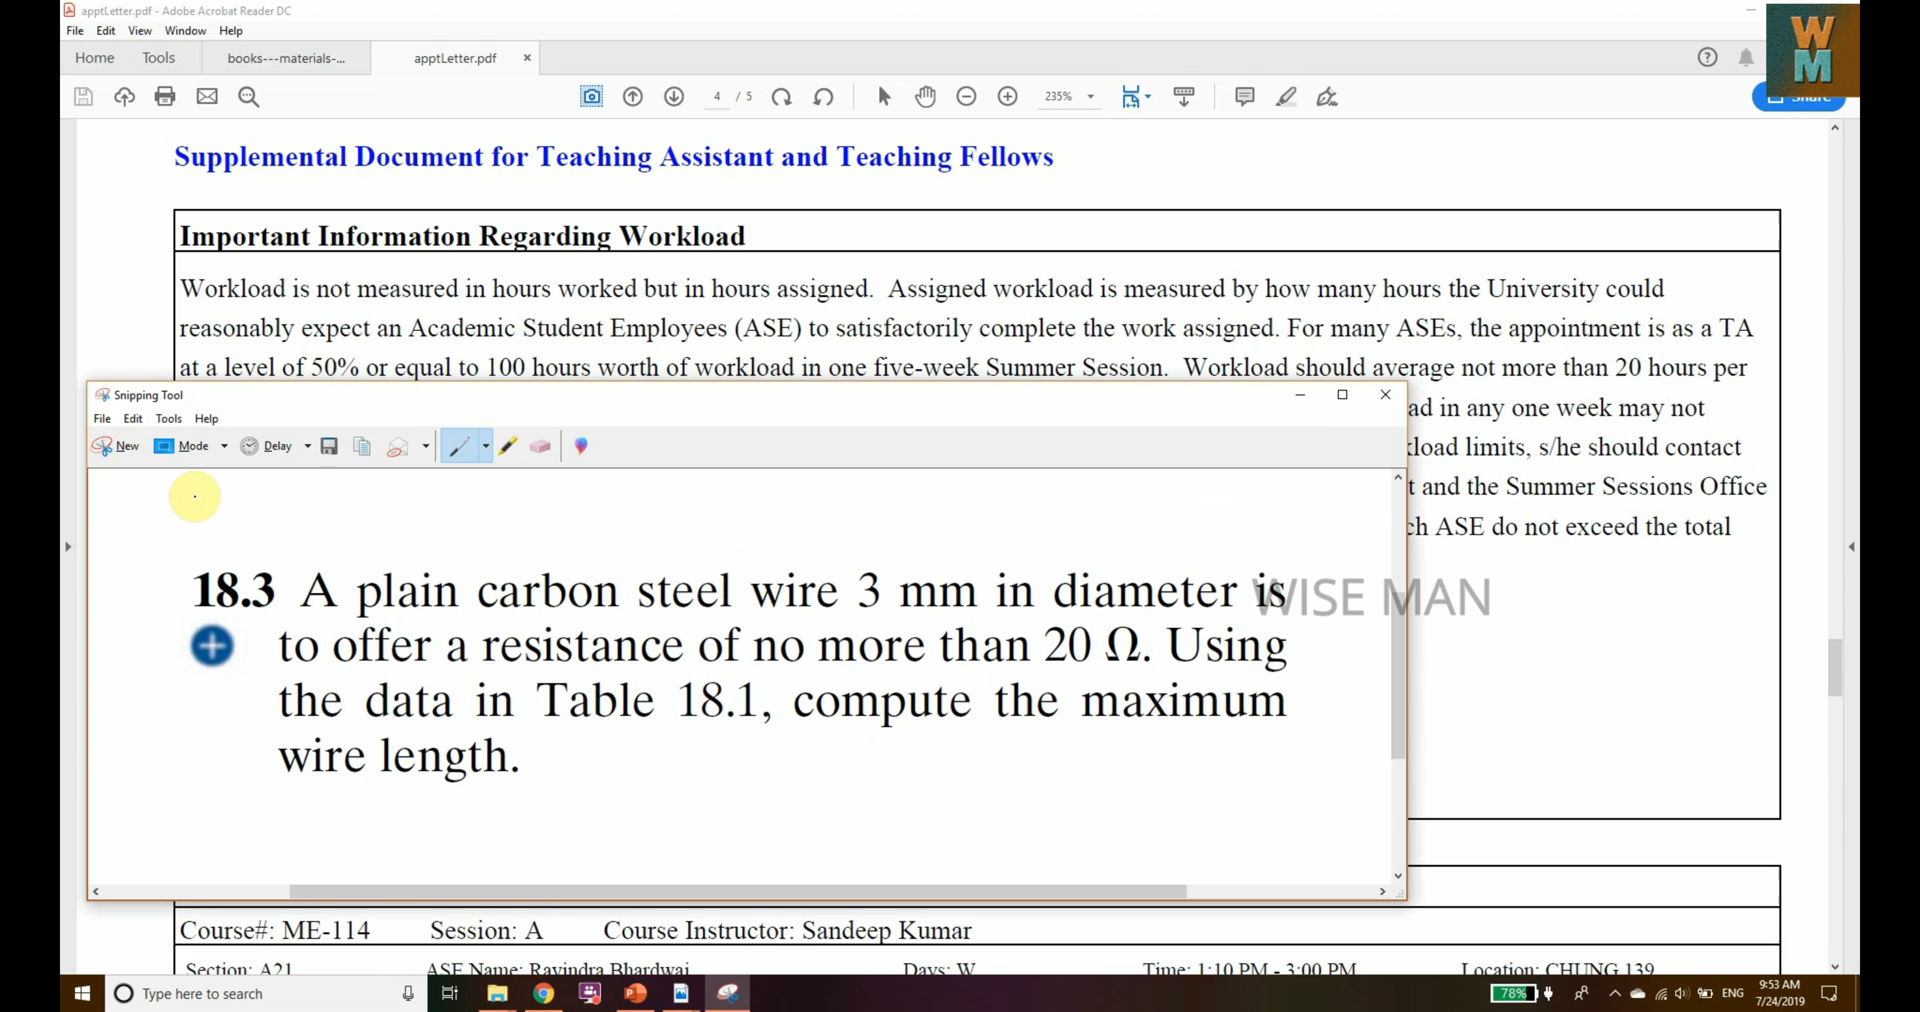 apptLetter.pdf - Adobe Acrobat Reader DC
File Edit View Window Help
Home Tools books---materials-... apptLetter.pdf ×
4 / 5 235%
Share
W
M
Supplemental Document for Teaching Assistant and Teaching Fellows
Important Information Regarding Workload
Workload is not measured in hours worked but in hours assigned. Assigned workload is measured by how many hours the University could
reasonably expect an Academic Student Employees (ASE) to satisfactorily complete the work assigned. For many ASEs, the appointment is as a TA
at a level of 50% or equal to 100 hours worth of workload in one five-week Summer Session. Workload should average not more than 20 hours per
ad in any one week may not
load limits, s/he should contact
t and the Summer Sessions Office
ch ASE do not exceed the total
Snipping Tool
File Edit Tools Help
New Mode Delay
18.3 A plain carbon steel wire 3 mm in diameter is
to offer a resistance of no more than 20 Ω. Using
the data in Table 18.1, compute the maximum
wire length.
WISE MAN
Course#: ME-114 Session: A Course Instructor: Sandeep Kumar
Section: A21 ASE Name: Ravindra Bhardwaj Days: W Time: 1:10 PM - 3:00 PM Location: CHUNG 139
Type here to search
78% ENG 9:53 AM
7/24/2019